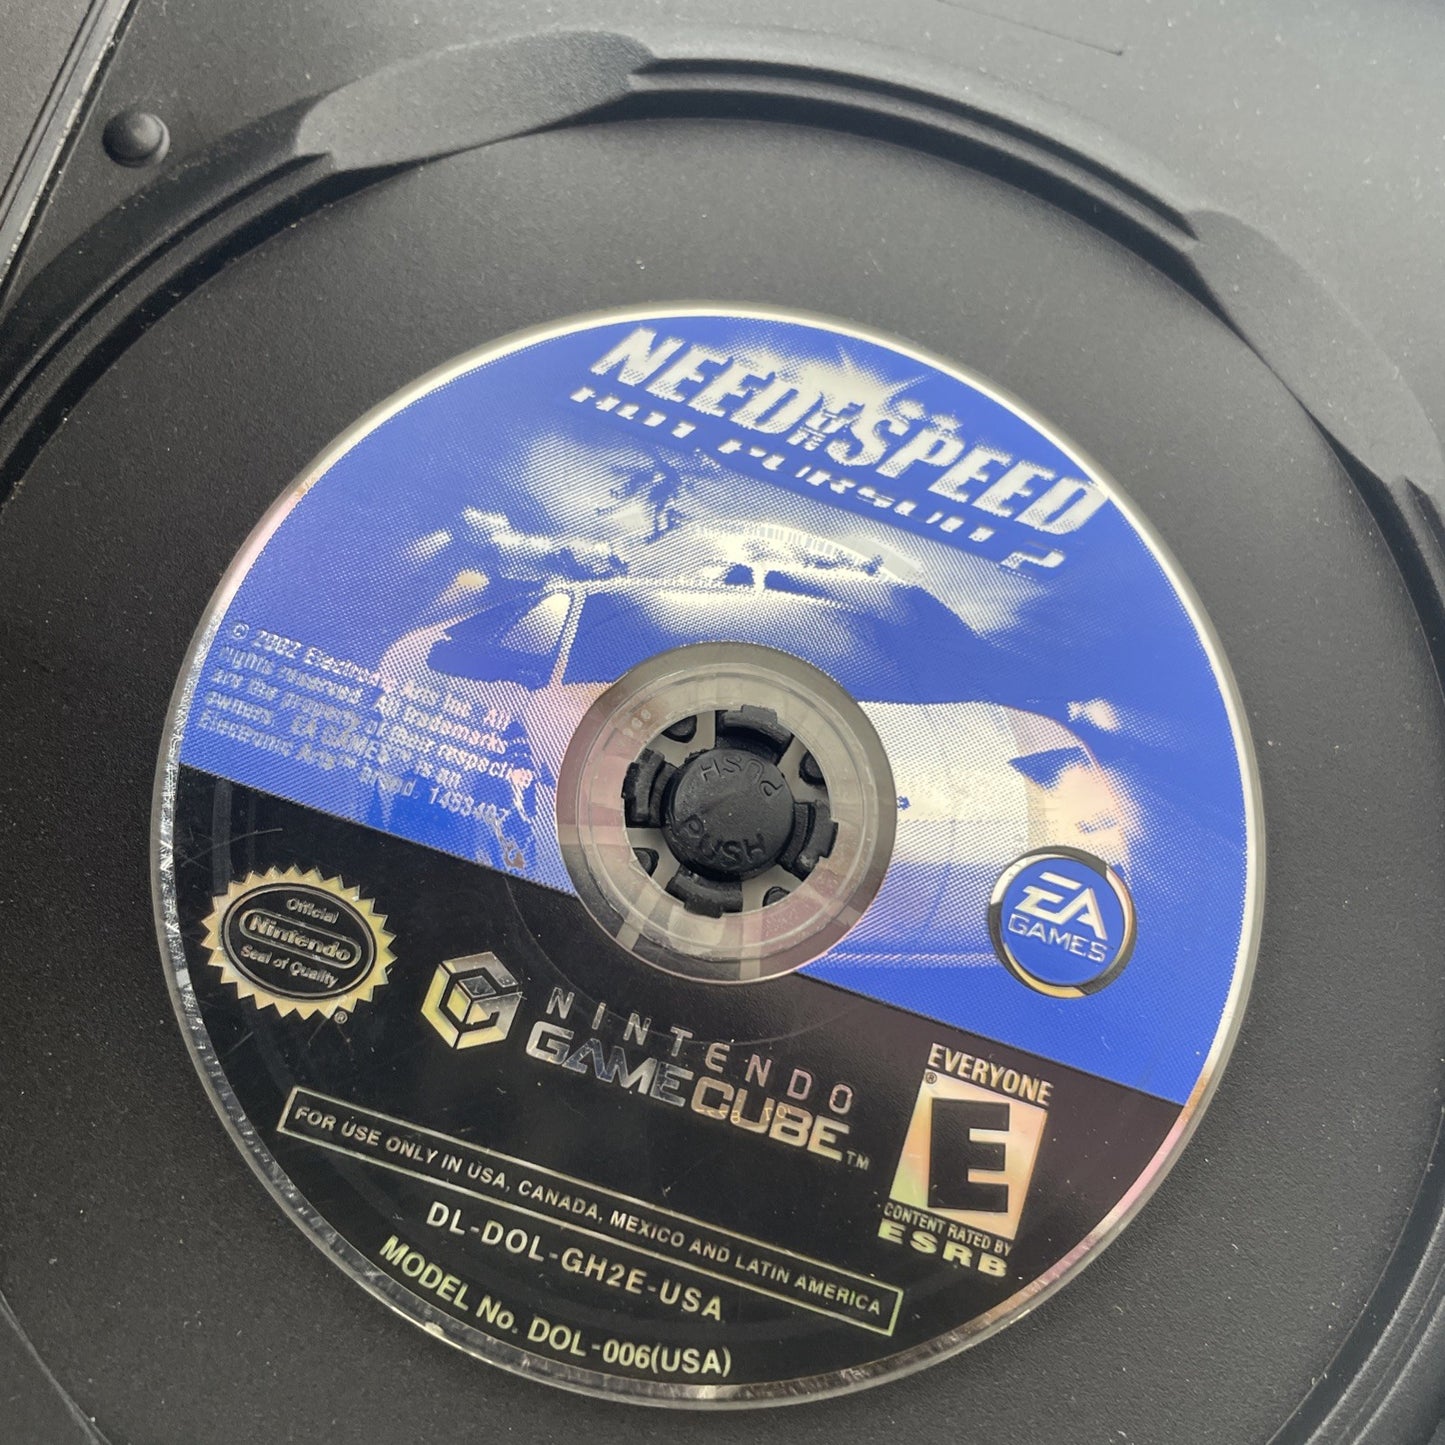 NEED FOR SPEED
HOT PURSUIT 2
© 2002 Electronic Arts Inc. All
rights reserved. All trademarks
are the property of their respective
owners. EA GAMES™ is an
Electronic Arts™ brand. 1453407
PUSH
PUSH
EA
GAMES
Official
Nintendo
Seal of Quality
®
NINTENDO
GAMECUBE™
EVERYONE
®
E
CONTENT RATED BY
ESRB
FOR USE ONLY IN USA, CANADA, MEXICO AND LATIN AMERICA
DL-DOL-GH2E-USA
MODEL No. DOL-006(USA)